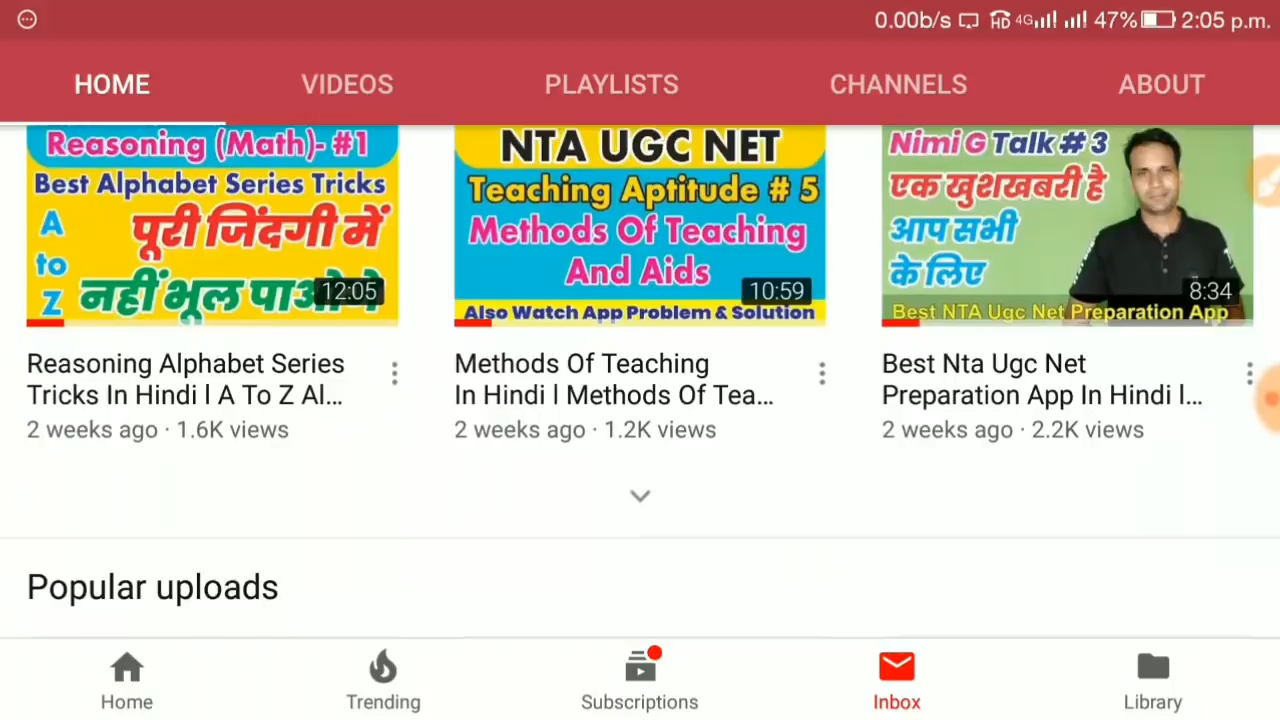 0.00b/s HD 4G 47% 2:05 p.m.
HOME VIDEOS PLAYLISTS CHANNELS ABOUT
Reasoning (Math)- #1
Best Alphabet Series Tricks
A to Z
पूरी जिंदगी में
नहीं भूल पाओगे
12:05
NTA UGC NET
Teaching Aptitude # 5
Methods Of Teaching
And Aids
10:59
Also Watch App Problem & Solution
Nimi G Talk # 3
एक खुशखबरी है
आप सभी
के लिए
8:34
Best NTA Ugc Net Preparation App
Reasoning Alphabet Series
Tricks In Hindi l A To Z Al...
2 weeks ago · 1.6K views
Methods Of Teaching
In Hindi l Methods Of Tea...
2 weeks ago · 1.2K views
Best Nta Ugc Net
Preparation App In Hindi l...
2 weeks ago · 2.2K views
Popular uploads
Home Trending Subscriptions Inbox Library